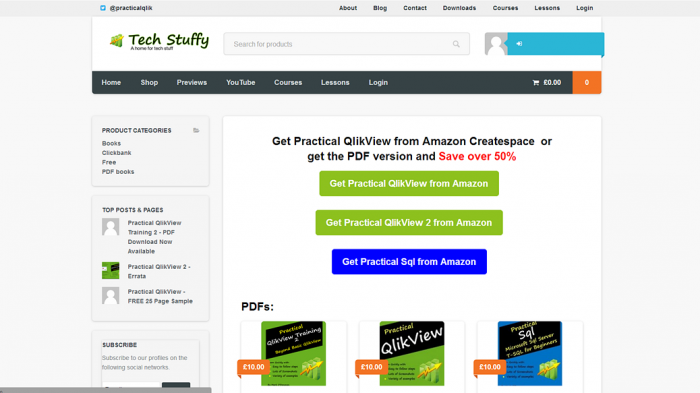 @practicalqlik
About Blog Contact Downloads Courses Lessons Login
Tech Stuffy
A home for tech stuff
Search for products
Home Shop Previews YouTube Courses Lessons Login
£0.00 0
PRODUCT CATEGORIES
Books
Clickbank
Free
PDF books
TOP POSTS & PAGES
Practical QlikView
Training 2 - PDF
Download Now
Available
Practical QlikView 2 -
Errata
Practical QlikView -
FREE 25 Page Sample
SUBSCRIBE
Subscribe to our profiles on the
following social networks.
Get Practical QlikView from Amazon Createspace or
get the PDF version and Save over 50%
Get Practical QlikView from Amazon
Get Practical QlikView 2 from Amazon
Get Practical Sql from Amazon
PDFs:
Practical
QlikView Training
2
Beyond Basic QlikView
£10.00
Practical
QlikView
£10.00
Practical
Sql
Microsoft Sql Server
T-SQL for Beginners
£10.00